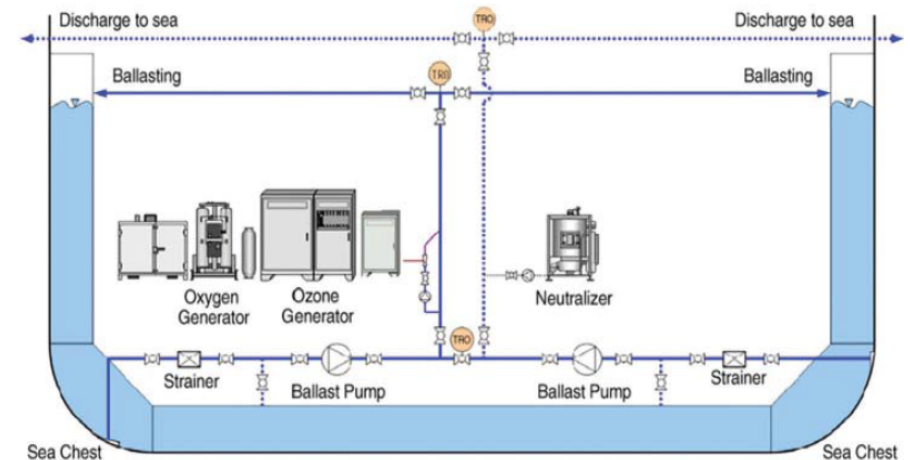 Discharge to sea
TRO
Discharge to sea
Ballasting
TRO
Ballasting
Oxygen
Generator
Ozone
Generator
Neutralizer
TRO
Strainer
Ballast Pump
Ballast Pump
Strainer
Sea Chest
Sea Chest